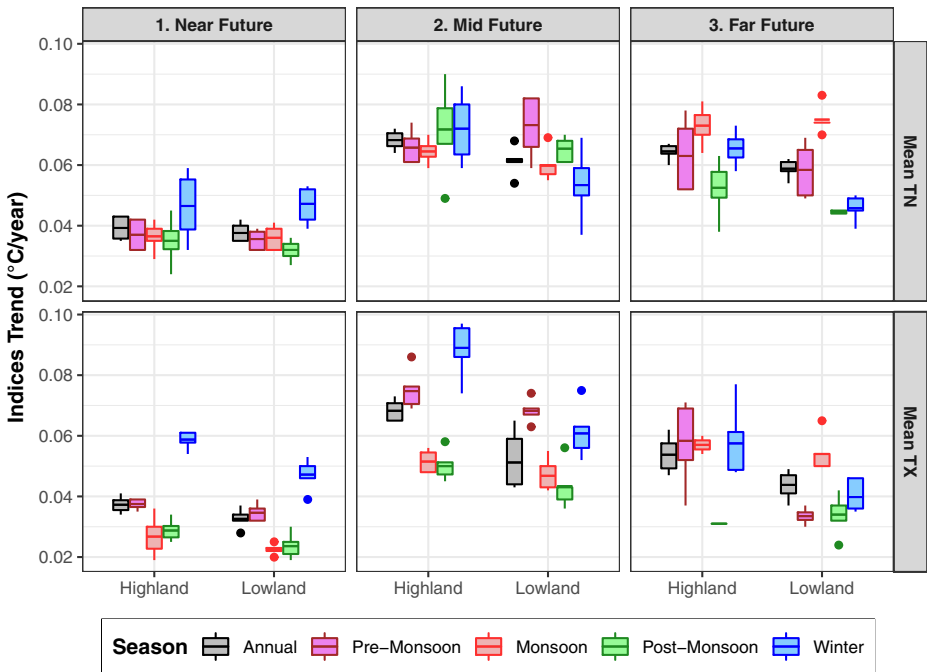 1. Near Future
2. Mid Future
3. Far Future
Indices Trend (°C/year)
0.10
0.08
0.06
0.04
0.02
Mean TN
0.10
0.08
0.06
0.04
0.02
Mean TX
Highland Lowland
Highland Lowland
Highland Lowland
Season Annual Pre−Monsoon Monsoon Post−Monsoon Winter